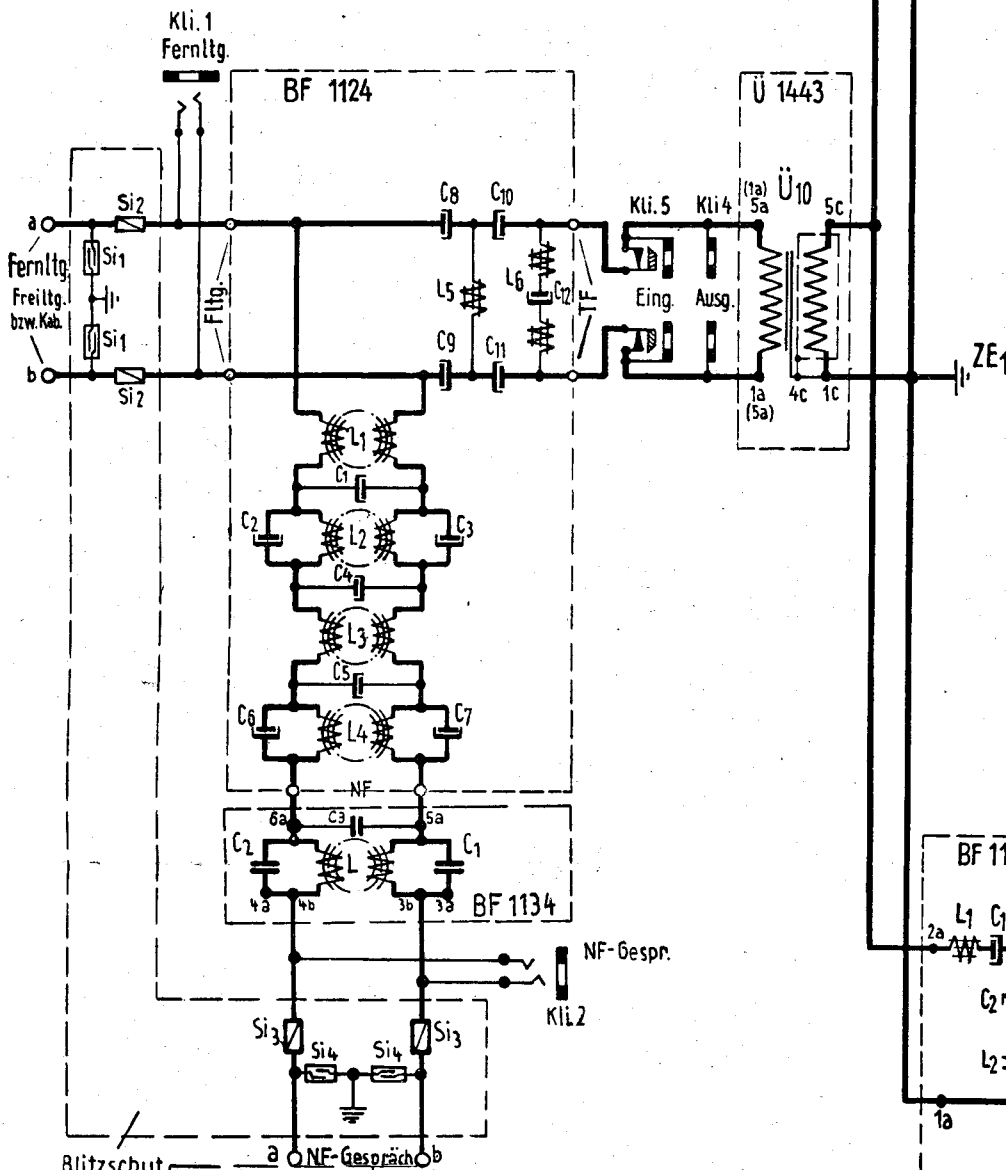 Kli.1
Fernltg.
BF 1124
Ü 1443
Si2
C8
C10
Kli.5
Kli4
(1a)
5a
Ü10
5c
a
Fernltg.
Si1
Freiltg.
bzw. Kab.
Si1
Fltg.
L5
L6
C12
TF
Eing.
Ausg.
b
Si2
C9
C11
1a
(5a)
4c
1c
ZE1
L1
C1
C2
L2
C3
C4
L3
C5
C6
L4
C7
NF
6a
C3
5a
C2
L
C1
4a
4b
3b
3a
BF 1134
BF 11
2a
L1
C1
NF-Gespr.
Kli.2
C2
Si3
Si3
Si4
Si4
L2
1a
Blitzschut
a
NF-Gespräch
b